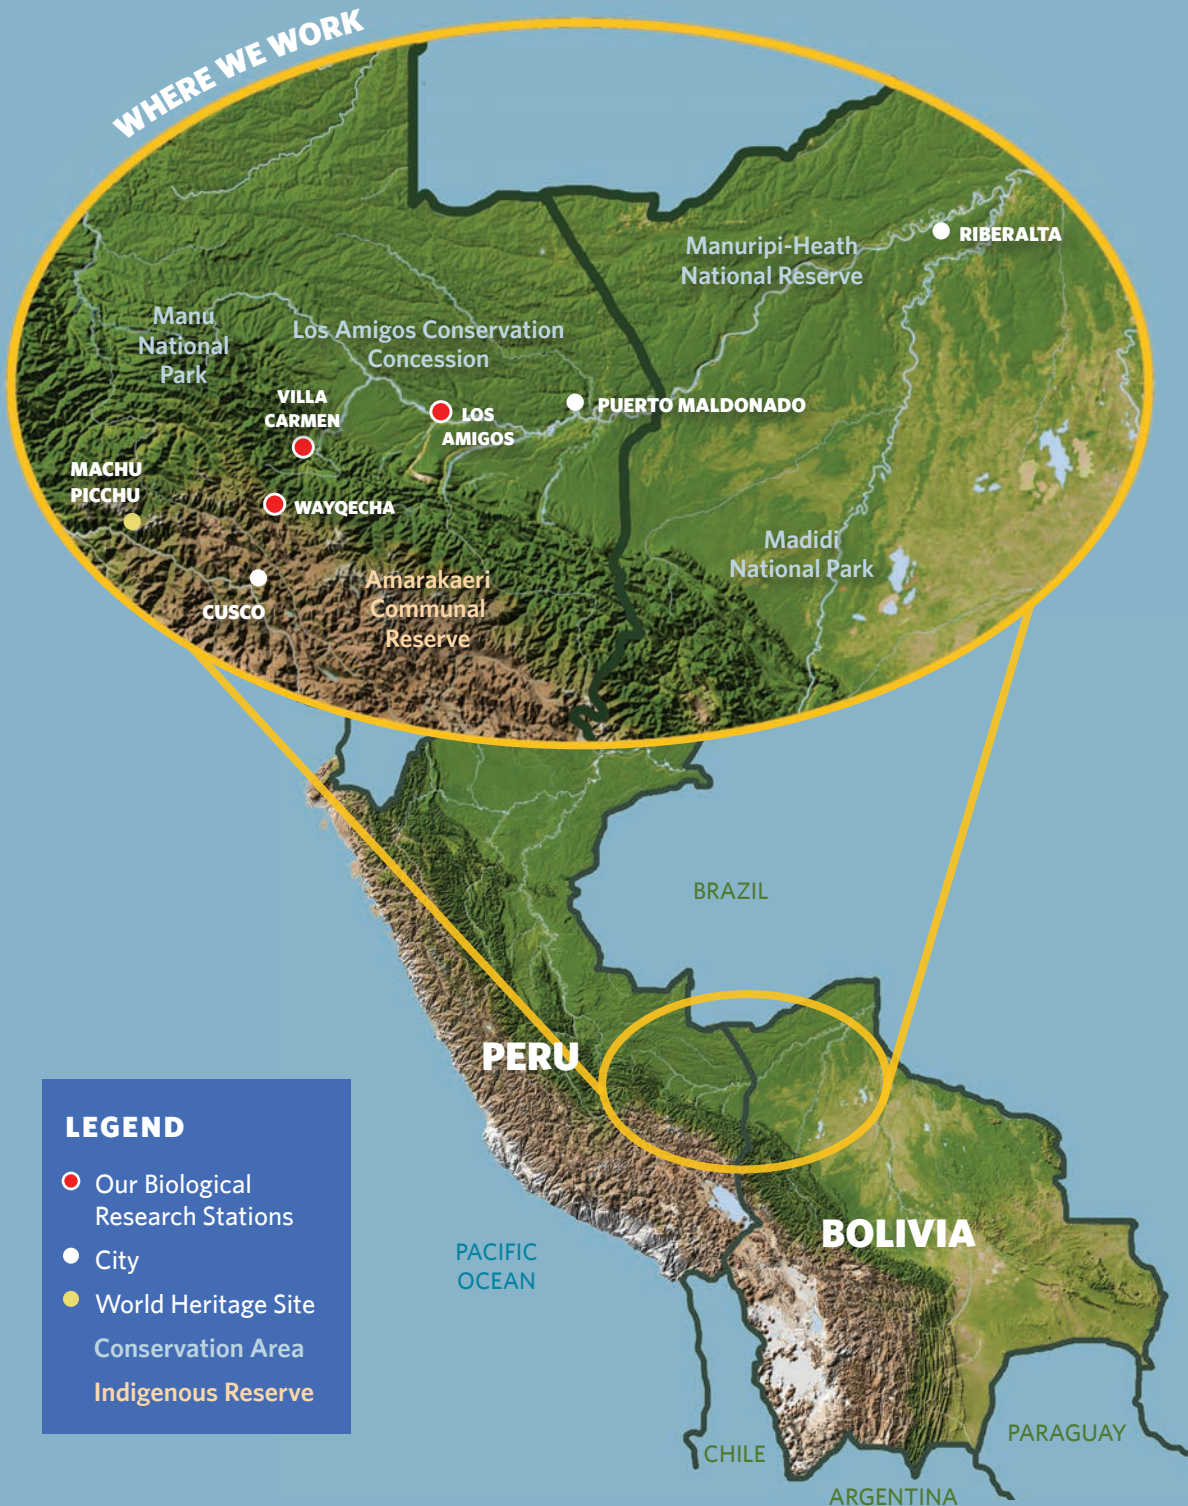 WHERE WE WORK
RIBERALTA
Manuripi-Heath
National Reserve
Manu
National
Park
Los Amigos Conservation
Concession
VILLA
CARMEN
LOS
AMIGOS
PUERTO MALDONADO
MACHU
PICCHU
WAYQECHA
Madidi
National Park
CUSCO
Amarakaeri
Communal
Reserve
BRAZIL
PERU
LEGEND
Our Biological
Research Stations
City
World Heritage Site
Conservation Area
Indigenous Reserve
BOLIVIA
PACIFIC
OCEAN
PARAGUAY
CHILE
ARGENTINA